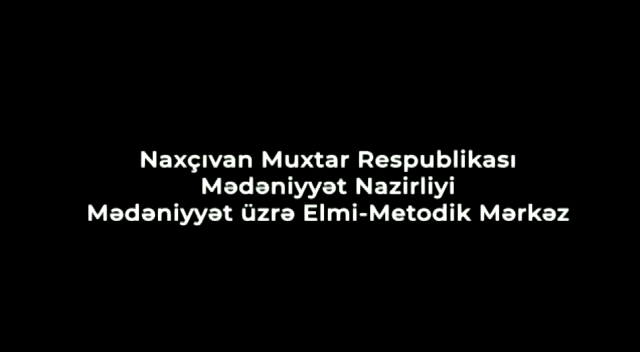 Naxçıvan Muxtar Respublikası
Mədəniyyət Nazirliyi
Mədəniyyət üzrə Elmi-Metodik Mərkəz